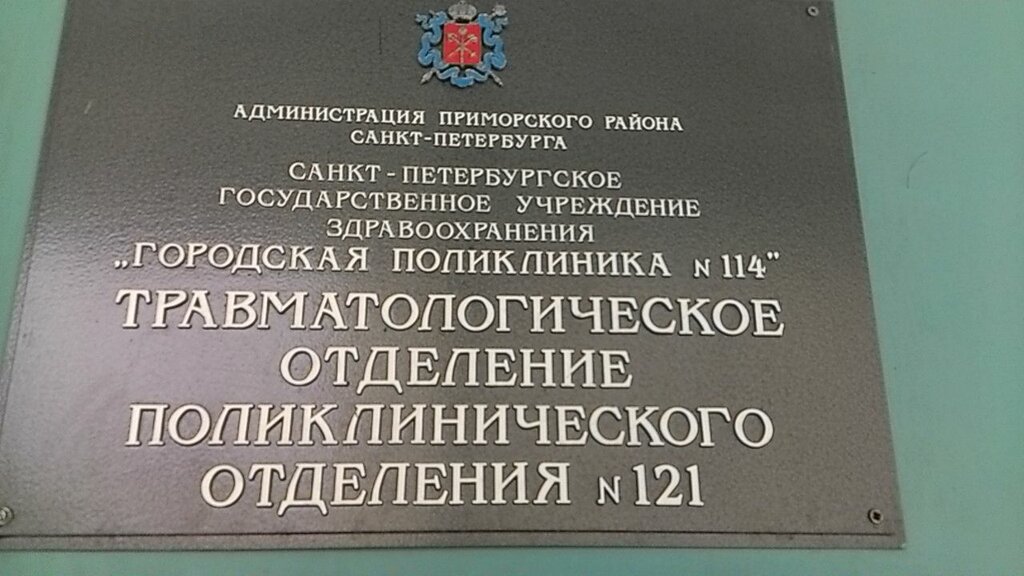 АДМИНИСТРАЦИЯ ПРИМОРСКОГО РАЙОНА
САНКТ-ПЕТЕРБУРГА
САНКТ-ПЕТЕРБУРГСКОЕ
ГОСУДАРСТВЕННОЕ УЧРЕЖДЕНИЕ
ЗДРАВООХРАНЕНИЯ
„ГОРОДСКАЯ ПОЛИКЛИНИКА N 114"
ТРАВМАТОЛОГИЧЕСКОЕ
ОТДЕЛЕНИЕ
ПОЛИКЛИНИЧЕСКОГО
ОТДЕЛЕНИЯ N 121